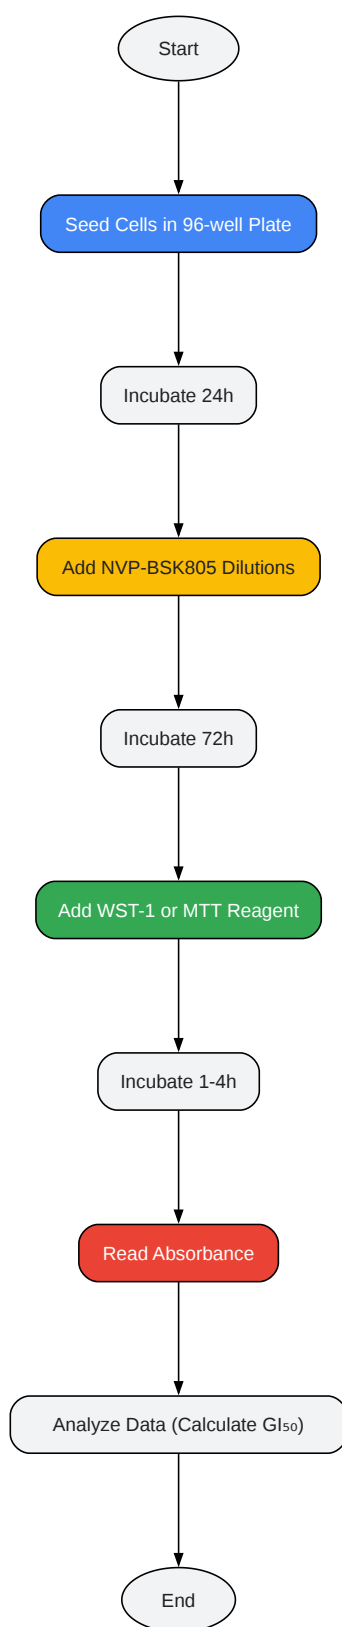 Start
Seed Cells in 96-well Plate
Incubate 24h
Add NVP-BSK805 Dilutions
Incubate 72h
Add WST-1 or MTT Reagent
Incubate 1-4h
Read Absorbance
Analyze Data (Calculate GI₅₀)
End